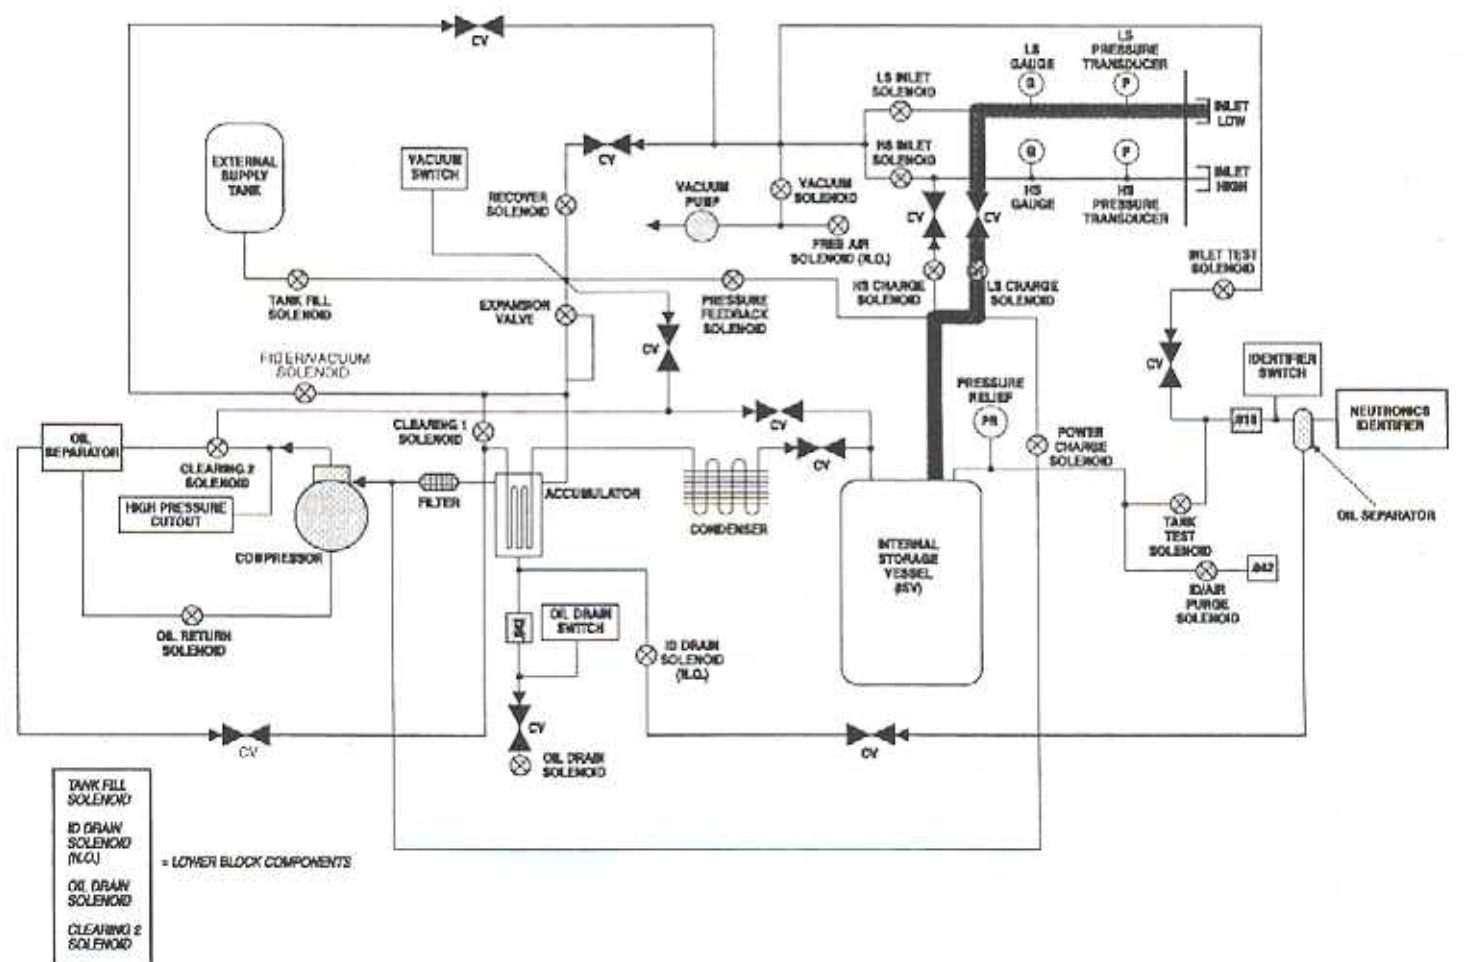 CV
LS
GAUGE
LS
PRESSURE
TRANSDUCER
LS INLET
SOLENOID
G
P
INLET
LOW
EXTERNAL
SUPPLY
TANK
VACUUM
SWITCH
CV
HS INLET
SOLENOID
G
P
INLET
HIGH
RECOVER
SOLENOID
VACUUM
PUMP
VACUUM
SOLENOID
HS
GAUGE
HS
PRESSURE
TRANSDUCER
CV
CV
FREE AIR
SOLENOID (N.O.)
INLET TEST
SOLENOID
TANK FILL
SOLENOID
EXPANSION
VALVE
PRESSURE
FEEDBACK
SOLENOID
HS CHARGE
SOLENOID
LS CHARGE
SOLENOID
CV
CV
FILTER/VACUUM
SOLENOID
IDENTIFIER
SWITCH
PRESSURE
RELIEF
PR
CLEARING 1
SOLENOID
CV
NEUTRONICS
IDENTIFIER
OIL
SEPARATOR
CLEARING 2
SOLENOID
CV
POWER
CHARGE
SOLENOID
FILTER
ACCUMULATOR
CONDENSER
HIGH PRESSURE
CUTOUT
COMPRESSOR
INTERNAL
STORAGE
VESSEL
(ISV)
TANK
TEST
SOLENOID
OIL SEPARATOR
.042
ID/AIR
PURGE
SOLENOID
OIL RETURN
SOLENOID
.042
OIL DRAIN
SWITCH
ID DRAIN
SOLENOID
(N.O.)
CV
CV
CV
OIL DRAIN
SOLENOID
TANK FILL
SOLENOID
ID DRAIN
SOLENOID
(N.O.)
= LOWER BLOCK COMPONENTS
OIL DRAIN
SOLENOID
CLEARING 2
SOLENOID